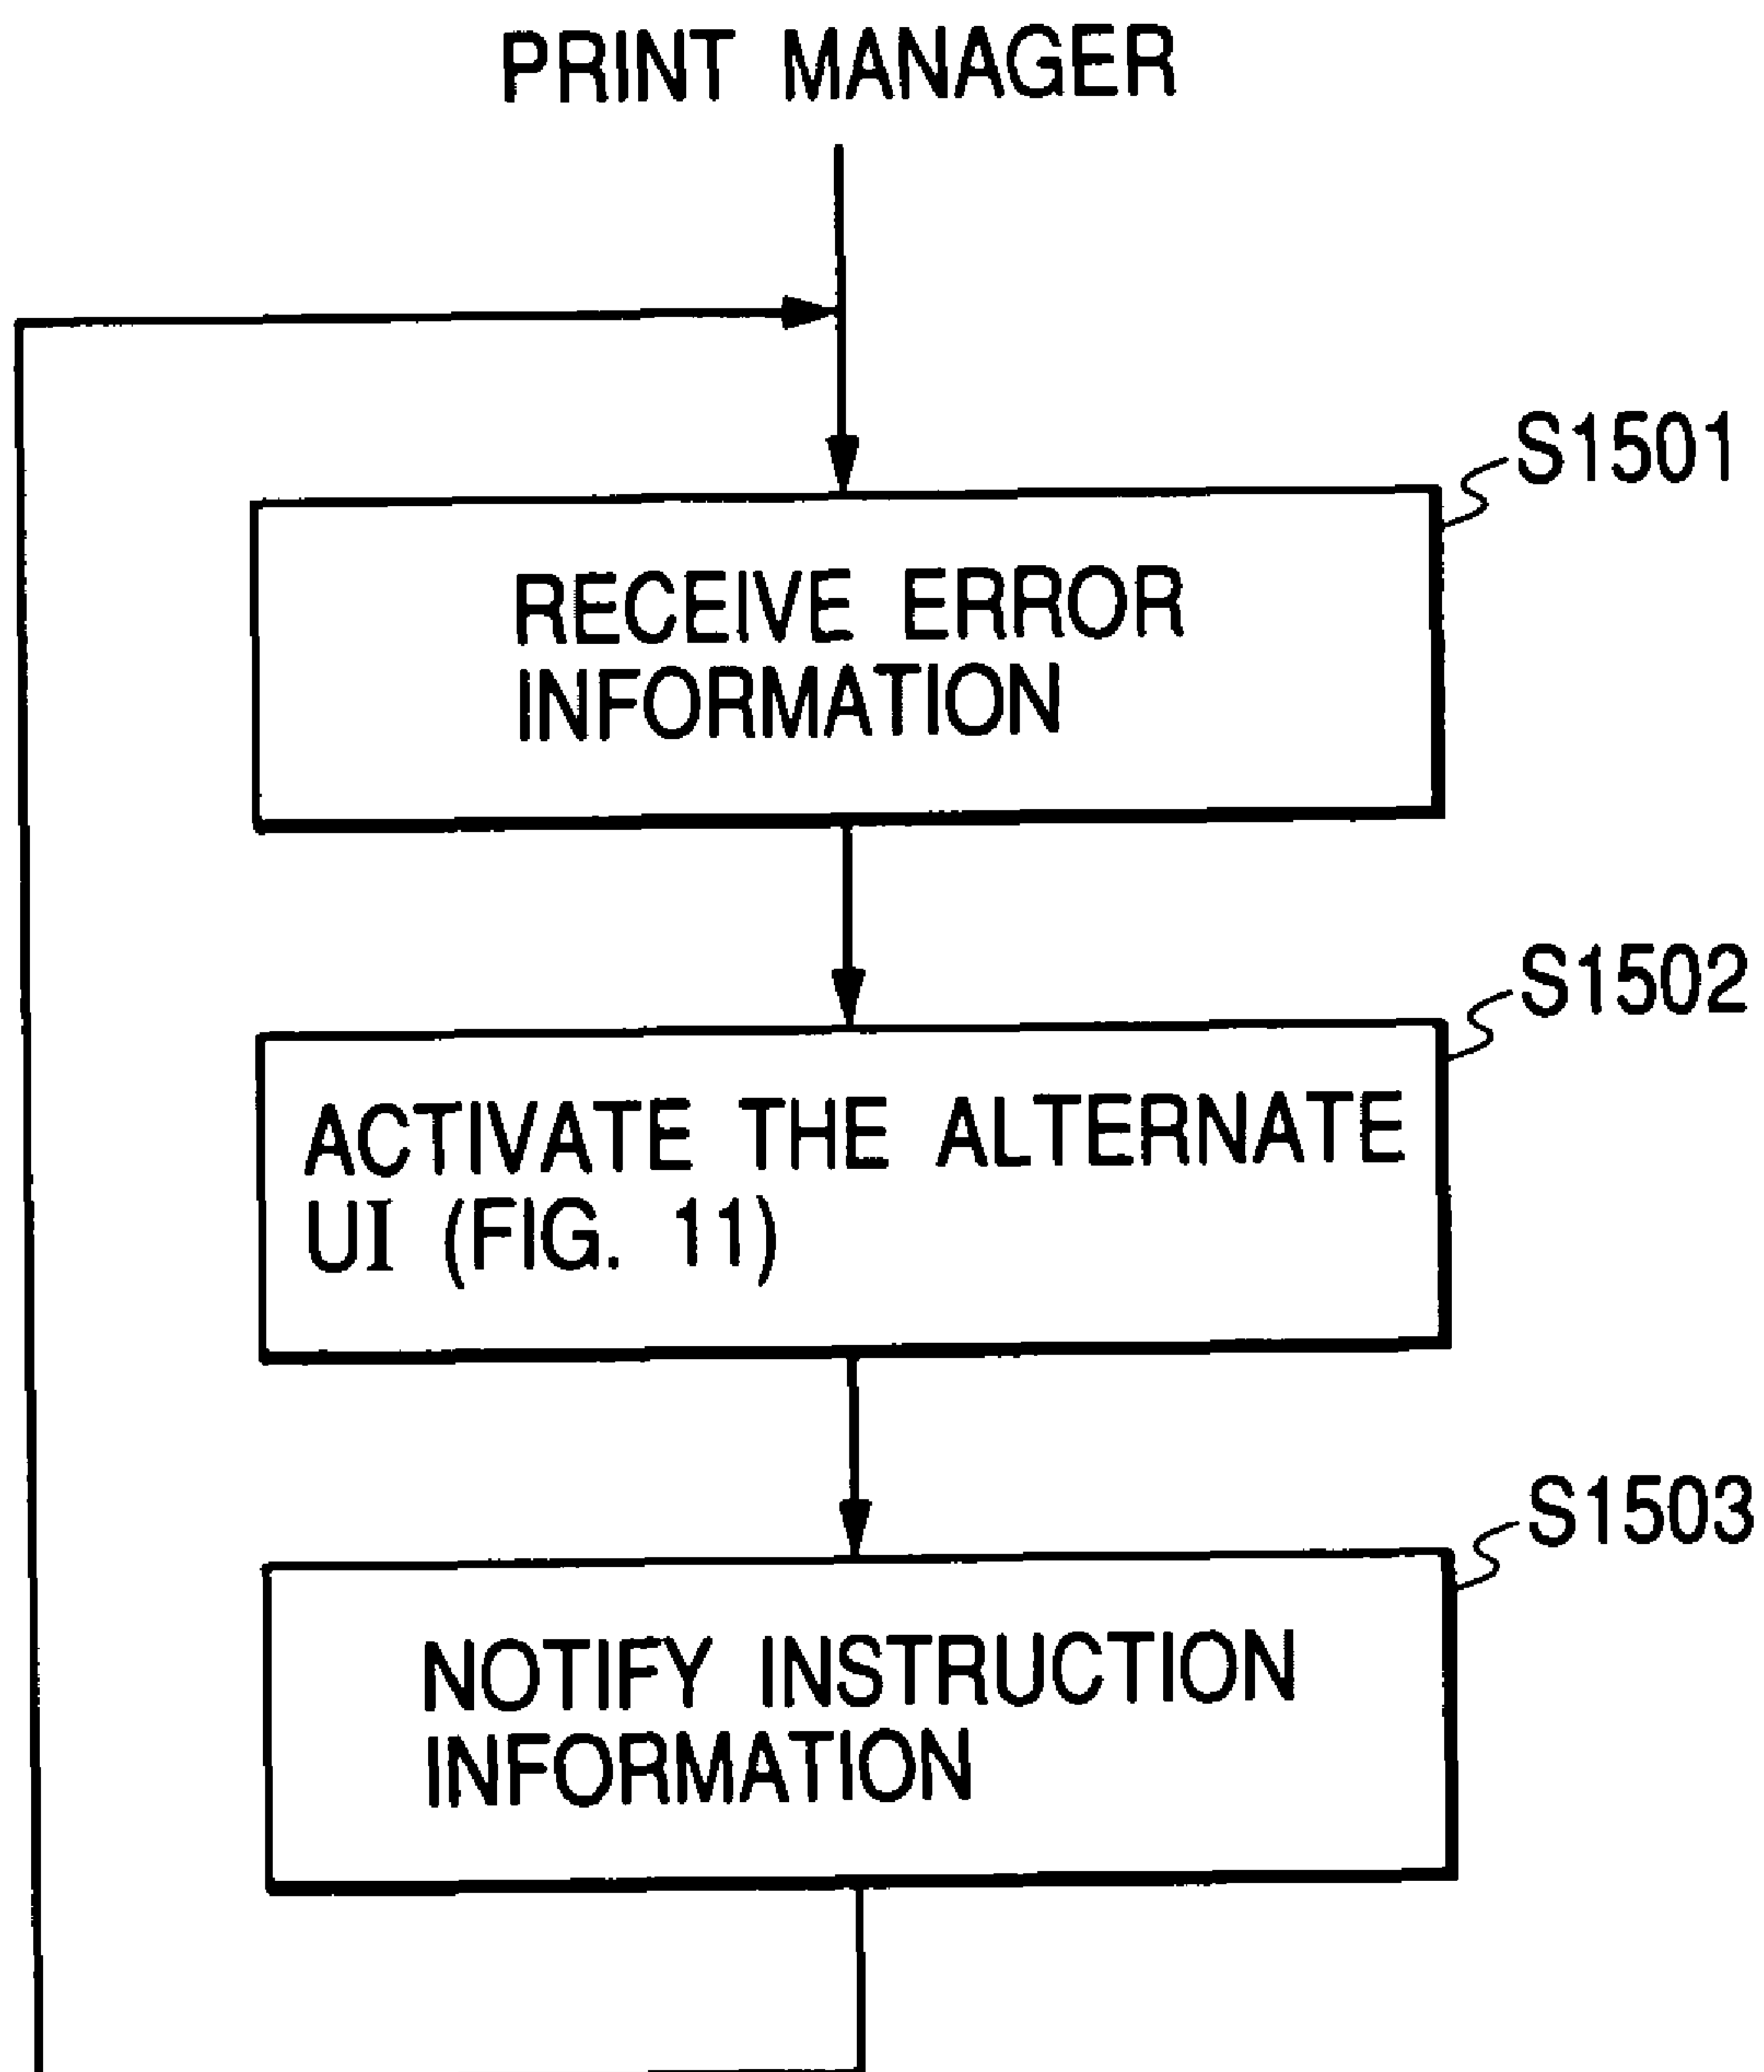 PRINT MANAGER
S1501
RECEIVE ERROR
INFORMATION
S1502
ACTIVATE THE ALTERNATE
UI (FIG. 11)
S1503
NOTIFY INSTRUCTION
INFORMATION